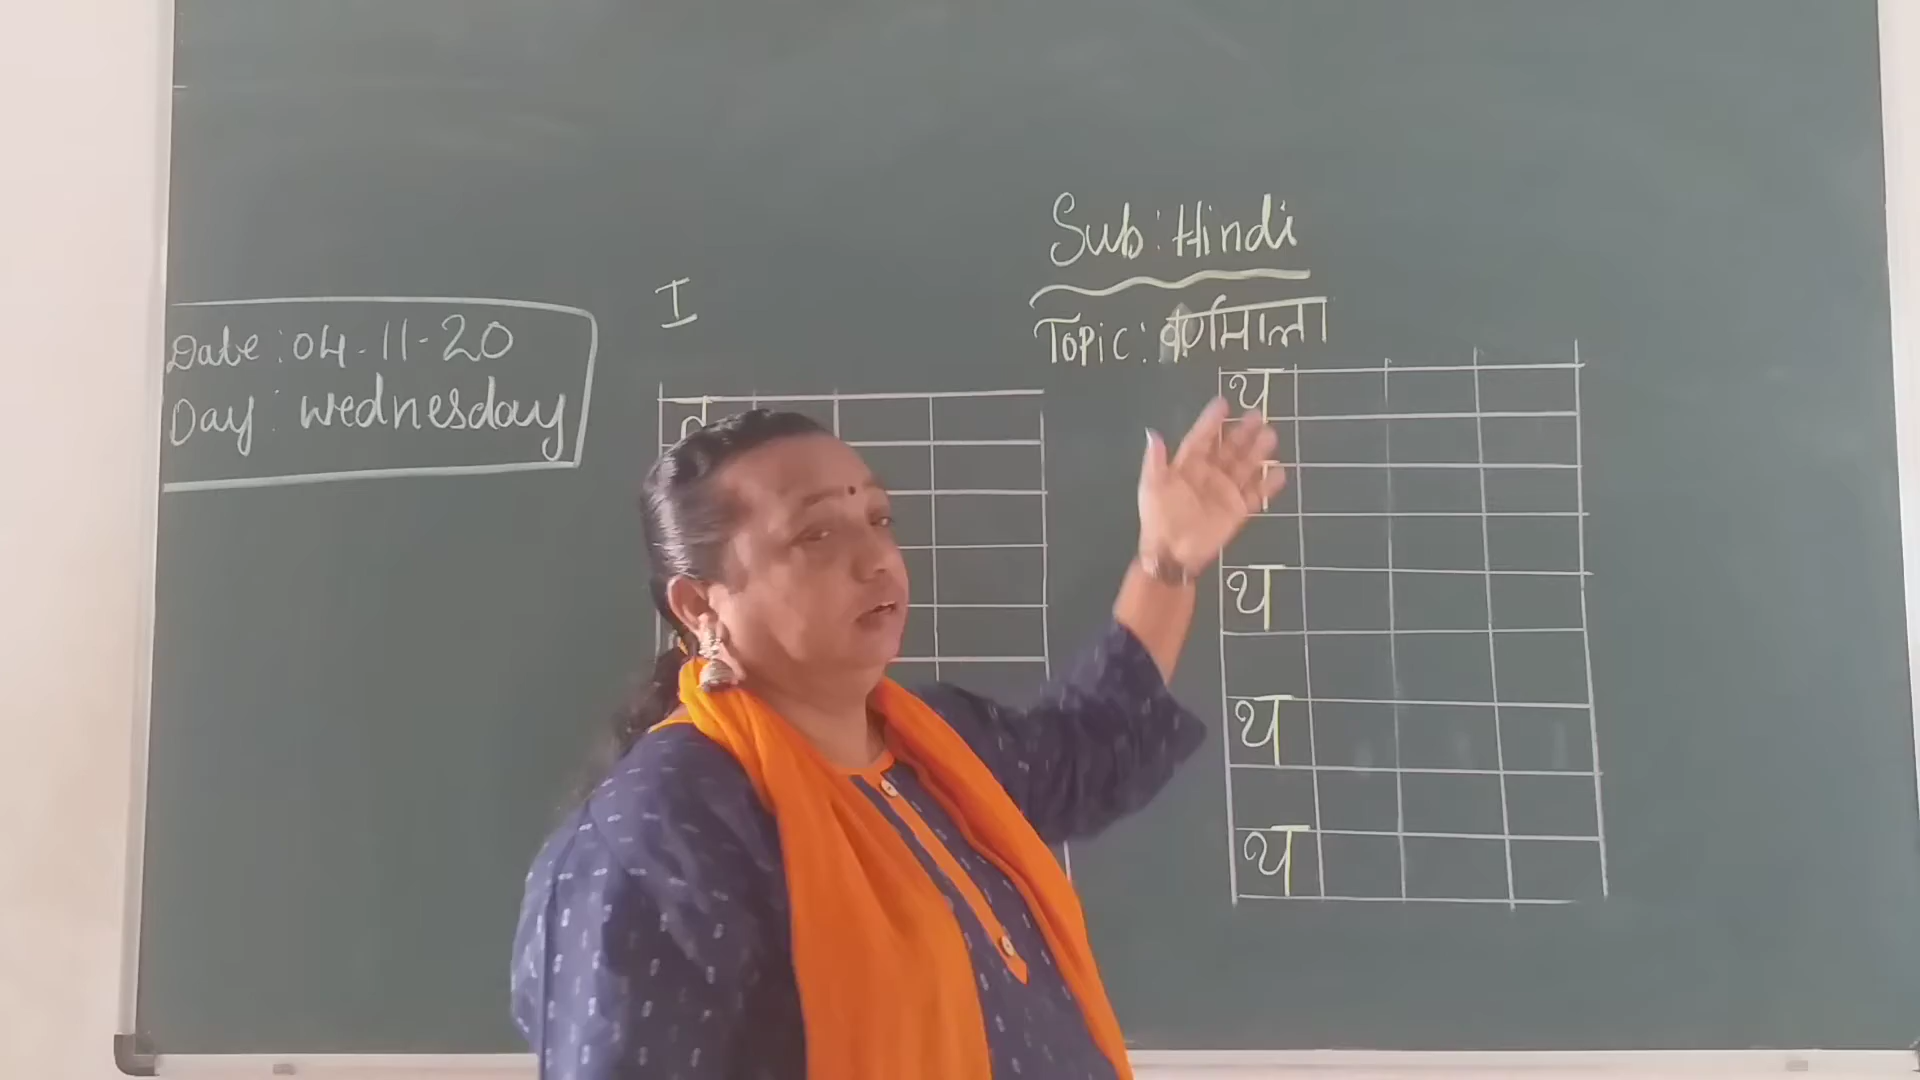 Date : 04-11-20
Day : wednesday
I
Sub : Hindi
Topic : वर्णमाला
त
थ
थ
थ
थ